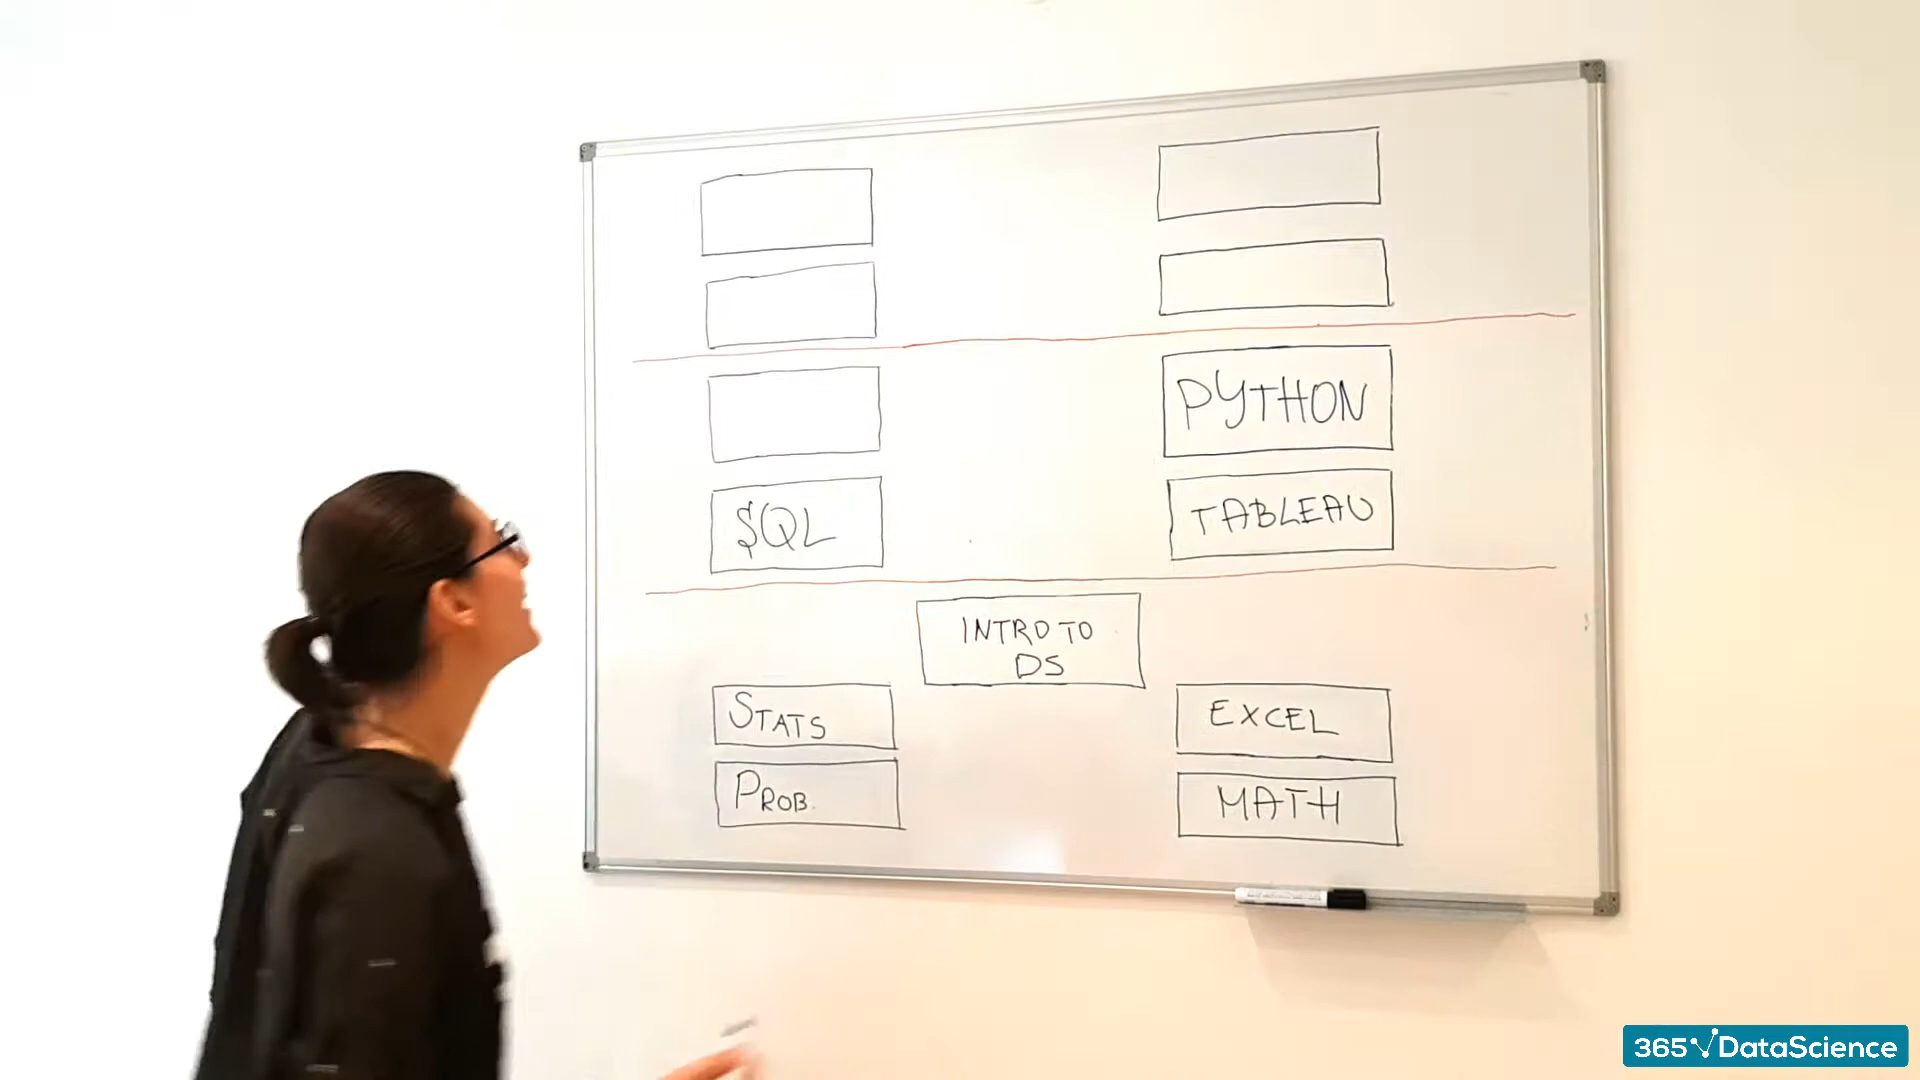 PYTHON
SQL
TABLEAU
INTRO TO
DS
STATS
EXCEL
PROB.
MATH
365 DataScience